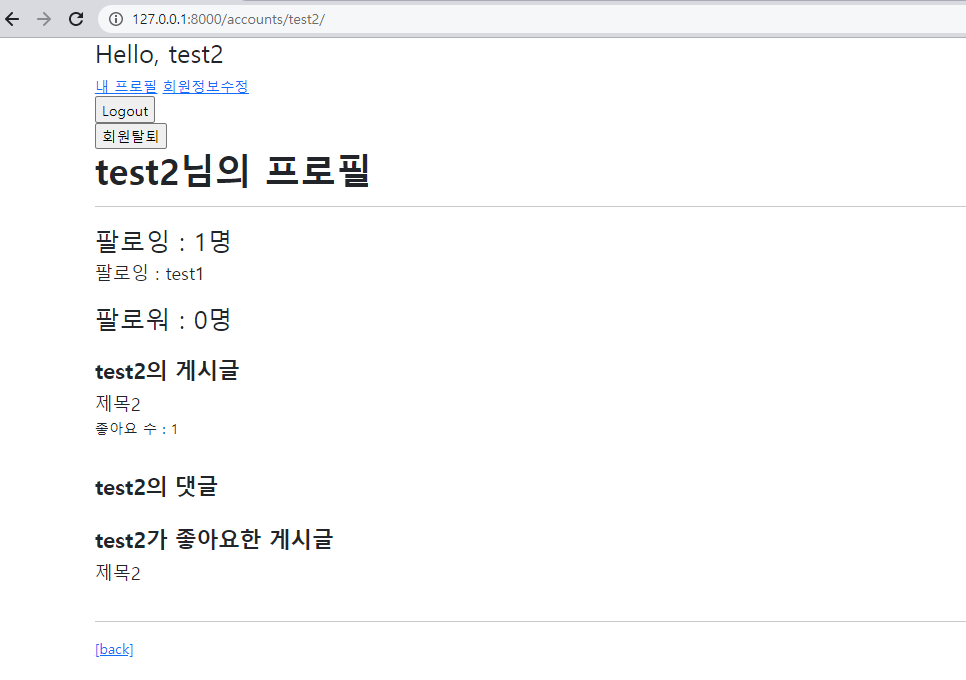 127.0.0.1:8000/accounts/test2/
Hello, test2
내 프로필 회원정보수정
Logout
회원탈퇴
test2님의 프로필
팔로잉 : 1명
팔로잉 : test1
팔로워 : 0명
test2의 게시글
제목2
좋아요 수 : 1
test2의 댓글
test2가 좋아요한 게시글
제목2
[back]